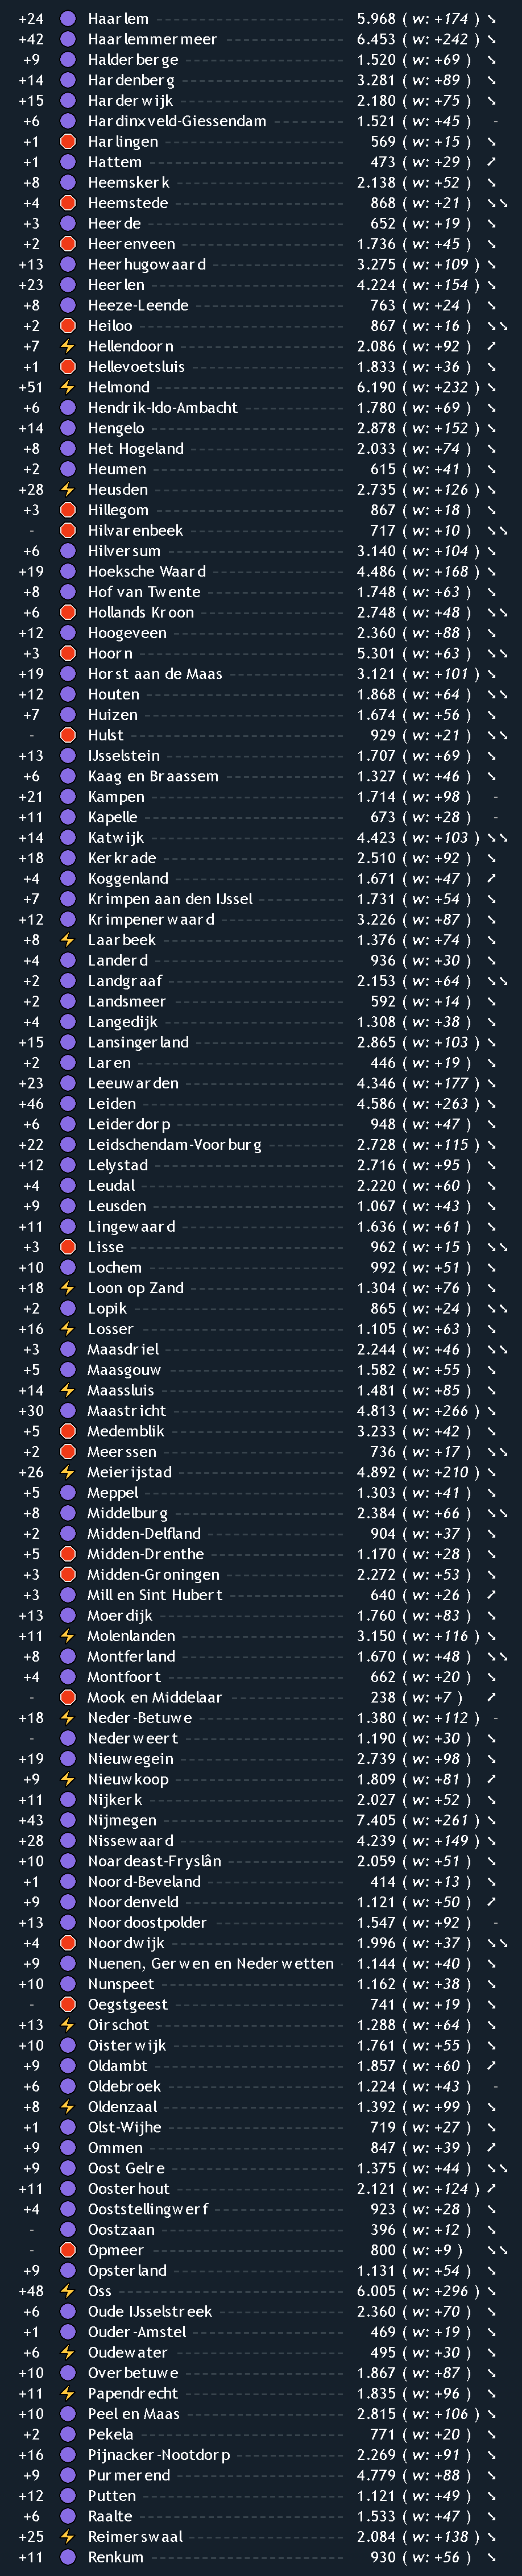 +24 Haarlem 5.968 ( w: +174 ) ↘
+42 Haarlemmermeer 6.453 ( w: +242 ) ↘
+9 Halderberge 1.520 ( w: +69 ) ↘
+14 Hardenberg 3.281 ( w: +89 ) ↘
+15 Harderwijk 2.180 ( w: +75 ) ↘
+6 Hardinxveld-Giessendam 1.521 ( w: +45 ) -
+1 Harlingen 569 ( w: +15 ) ↘
+1 Hattem 473 ( w: +29 ) ↗
+8 Heemskerk 2.138 ( w: +52 ) ↘
+4 Heemstede 868 ( w: +21 ) ↘↘
+3 Heerde 652 ( w: +19 ) ↘
+2 Heerenveen 1.736 ( w: +45 ) ↘
+13 Heerhugowaard 3.275 ( w: +109 ) ↘
+23 Heerlen 4.224 ( w: +154 ) ↘
+8 Heeze-Leende 763 ( w: +24 ) ↘
+2 Heiloo 867 ( w: +16 ) ↘↘
+7 Hellendoorn 2.086 ( w: +92 ) ↗
+1 Hellevoetsluis 1.833 ( w: +36 ) ↘
+51 Helmond 6.190 ( w: +232 ) ↘
+6 Hendrik-Ido-Ambacht 1.780 ( w: +69 ) ↘
+14 Hengelo 2.878 ( w: +152 ) ↘
+8 Het Hogeland 2.033 ( w: +74 ) ↘
+2 Heumen 615 ( w: +41 ) ↘
+28 Heusden 2.735 ( w: +126 ) ↘
+3 Hillegom 867 ( w: +18 ) ↘
- Hilvarenbeek 717 ( w: +10 ) ↘↘
+6 Hilversum 3.140 ( w: +104 ) ↘
+19 Hoeksche Waard 4.486 ( w: +168 ) ↘
+8 Hof van Twente 1.748 ( w: +63 ) ↘
+6 Hollands Kroon 2.748 ( w: +48 ) ↘↘
+12 Hoogeveen 2.360 ( w: +88 ) ↘
+3 Hoorn 5.301 ( w: +63 ) ↘↘
+19 Horst aan de Maas 3.121 ( w: +101 ) ↘
+12 Houten 1.868 ( w: +64 ) ↘↘
+7 Huizen 1.674 ( w: +56 ) ↘
- Hulst 929 ( w: +21 ) ↘↘
+13 IJsselstein 1.707 ( w: +69 ) ↘
+6 Kaag en Braassem 1.327 ( w: +46 ) ↘
+21 Kampen 1.714 ( w: +98 ) -
+11 Kapelle 673 ( w: +28 ) -
+14 Katwijk 4.423 ( w: +103 ) ↘↘
+18 Kerkrade 2.510 ( w: +92 ) ↘
+4 Koggenland 1.671 ( w: +47 ) ↗
+7 Krimpen aan den IJssel 1.731 ( w: +54 ) ↘
+12 Krimpenerwaard 3.226 ( w: +87 ) ↘
+8 Laarbeek 1.376 ( w: +74 ) ↘
+4 Landerd 936 ( w: +30 ) ↘
+2 Landgraaf 2.153 ( w: +64 ) ↘↘
+2 Landsmeer 592 ( w: +14 ) ↘
+4 Langedijk 1.308 ( w: +38 ) ↘
+15 Lansingerland 2.865 ( w: +103 ) ↘
+2 Laren 446 ( w: +19 ) ↘
+23 Leeuwarden 4.346 ( w: +177 ) ↘
+46 Leiden 4.586 ( w: +263 ) ↘
+6 Leiderdorp 948 ( w: +47 ) ↘
+22 Leidschendam-Voorburg 2.728 ( w: +115 ) ↘
+12 Lelystad 2.716 ( w: +95 ) ↘
+4 Leudal 2.220 ( w: +60 ) ↘
+9 Leusden 1.067 ( w: +43 ) ↘
+11 Lingewaard 1.636 ( w: +61 ) ↘
+3 Lisse 962 ( w: +15 ) ↘↘
+10 Lochem 992 ( w: +51 ) ↘
+18 Loon op Zand 1.304 ( w: +76 ) ↘
+2 Lopik 865 ( w: +24 ) ↘↘
+16 Losser 1.105 ( w: +63 ) ↘
+3 Maasdriel 2.244 ( w: +46 ) ↘↘
+5 Maasgouw 1.582 ( w: +55 ) ↘
+14 Maassluis 1.481 ( w: +85 ) ↘
+30 Maastricht 4.813 ( w: +266 ) ↘
+5 Medemblik 3.233 ( w: +42 ) ↘
+2 Meerssen 736 ( w: +17 ) ↘↘
+26 Meierijstad 4.892 ( w: +210 ) ↘
+5 Meppel 1.303 ( w: +41 ) ↘
+8 Middelburg 2.384 ( w: +66 ) ↘↘
+2 Midden-Delfland 904 ( w: +37 ) ↘
+5 Midden-Drenthe 1.170 ( w: +28 ) ↘
+3 Midden-Groningen 2.272 ( w: +53 ) ↘
+3 Mill en Sint Hubert 640 ( w: +26 ) ↗
+13 Moerdijk 1.760 ( w: +83 ) ↘
+11 Molenlanden 3.150 ( w: +116 ) ↘
+8 Montferland 1.670 ( w: +48 ) ↘↘
+4 Montfoort 662 ( w: +20 ) ↘
- Mook en Middelaar 238 ( w: +7 ) ↗
+18 Neder-Betuwe 1.380 ( w: +112 ) -
- Nederweert 1.190 ( w: +30 ) ↘
+19 Nieuwegein 2.739 ( w: +98 ) ↘
+9 Nieuwkoop 1.809 ( w: +81 ) ↗
+11 Nijkerk 2.027 ( w: +52 ) ↘
+43 Nijmegen 7.405 ( w: +261 ) ↘
+28 Nissewaard 4.239 ( w: +149 ) ↘
+10 Noardeast-Fryslân 2.059 ( w: +51 ) ↘
+1 Noord-Beveland 414 ( w: +13 ) ↘
+9 Noordenveld 1.121 ( w: +50 ) ↗
+13 Noordoostpolder 1.547 ( w: +92 ) -
+4 Noordwijk 1.996 ( w: +37 ) ↘↘
+9 Nuenen, Gerwen en Nederwetten 1.144 ( w: +40 ) ↘
+10 Nunspeet 1.162 ( w: +38 ) ↘
- Oegstgeest 741 ( w: +19 ) ↘
+13 Oirschot 1.288 ( w: +64 ) ↘
+10 Oisterwijk 1.761 ( w: +55 ) ↘
+9 Oldambt 1.857 ( w: +60 ) ↗
+6 Oldebroek 1.224 ( w: +43 ) -
+8 Oldenzaal 1.392 ( w: +99 ) ↘
+1 Olst-Wijhe 719 ( w: +27 ) ↘
+9 Ommen 847 ( w: +39 ) ↗
+9 Oost Gelre 1.375 ( w: +44 ) ↘↘
+11 Oosterhout 2.121 ( w: +124 ) ↗
+4 Ooststellingwerf 923 ( w: +28 ) ↘
- Oostzaan 396 ( w: +12 ) ↘
- Opmeer 800 ( w: +9 ) ↘↘
+9 Opsterland 1.131 ( w: +54 ) ↘
+48 Oss 6.005 ( w: +296 ) ↘
+6 Oude IJsselstreek 2.360 ( w: +70 ) ↘
+1 Ouder-Amstel 469 ( w: +19 ) ↘
+6 Oudewater 495 ( w: +30 ) ↘
+10 Overbetuwe 1.867 ( w: +87 ) ↘
+11 Papendrecht 1.835 ( w: +96 ) ↘
+10 Peel en Maas 2.815 ( w: +106 ) ↘
+2 Pekela 771 ( w: +20 ) ↘
+16 Pijnacker-Nootdorp 2.269 ( w: +91 ) ↘
+9 Purmerend 4.779 ( w: +88 ) ↘
+12 Putten 1.121 ( w: +49 ) ↘
+6 Raalte 1.533 ( w: +47 ) ↘
+25 Reimerswaal 2.084 ( w: +138 ) ↘
+11 Renkum 930 ( w: +56 ) ↘